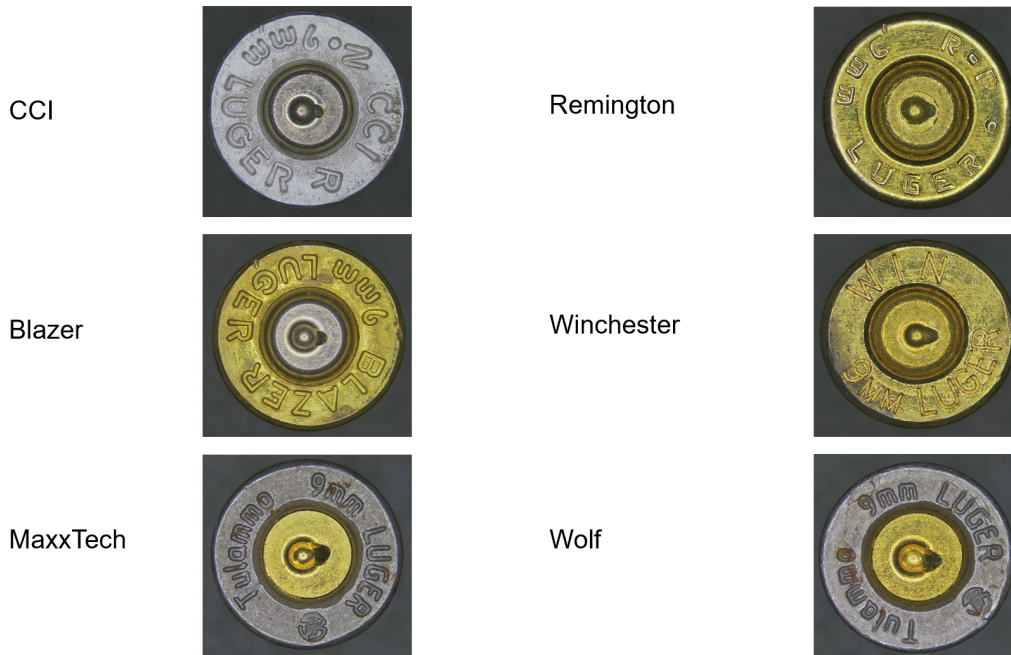 CCI
CCI N•R 9mm LUGER
Remington
R-P. 9mm LUGER
Blazer
BLAZER 9mm LUGER
Winchester
WIN
9MM LUGER
MaxxTech
Tulammo 9mm LUGER
Wolf
Tulammo 9mm LUGER